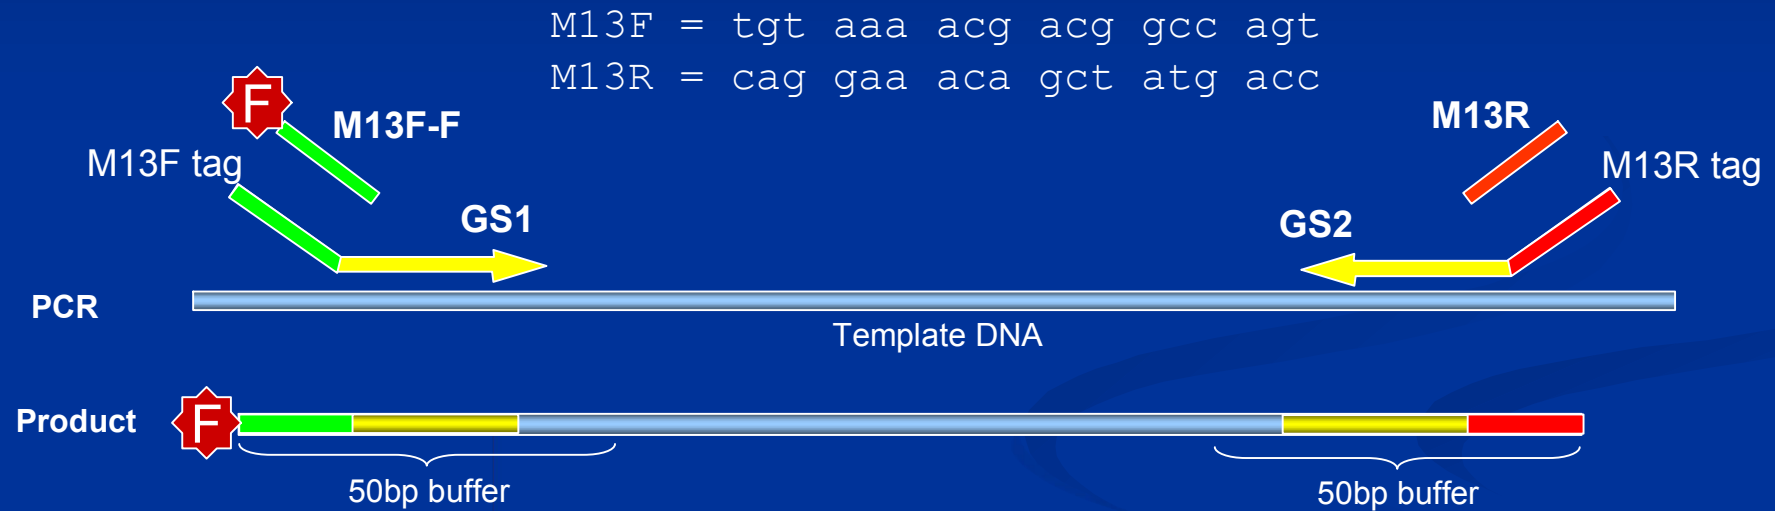 M13F = tgt aaa acg acg gcc agt
M13R = cag gaa aca gct atg acc
F
M13F-F
M13R
M13F tag
M13R tag
GS1
GS2
PCR
Template DNA
Product
F
50bp buffer
50bp buffer